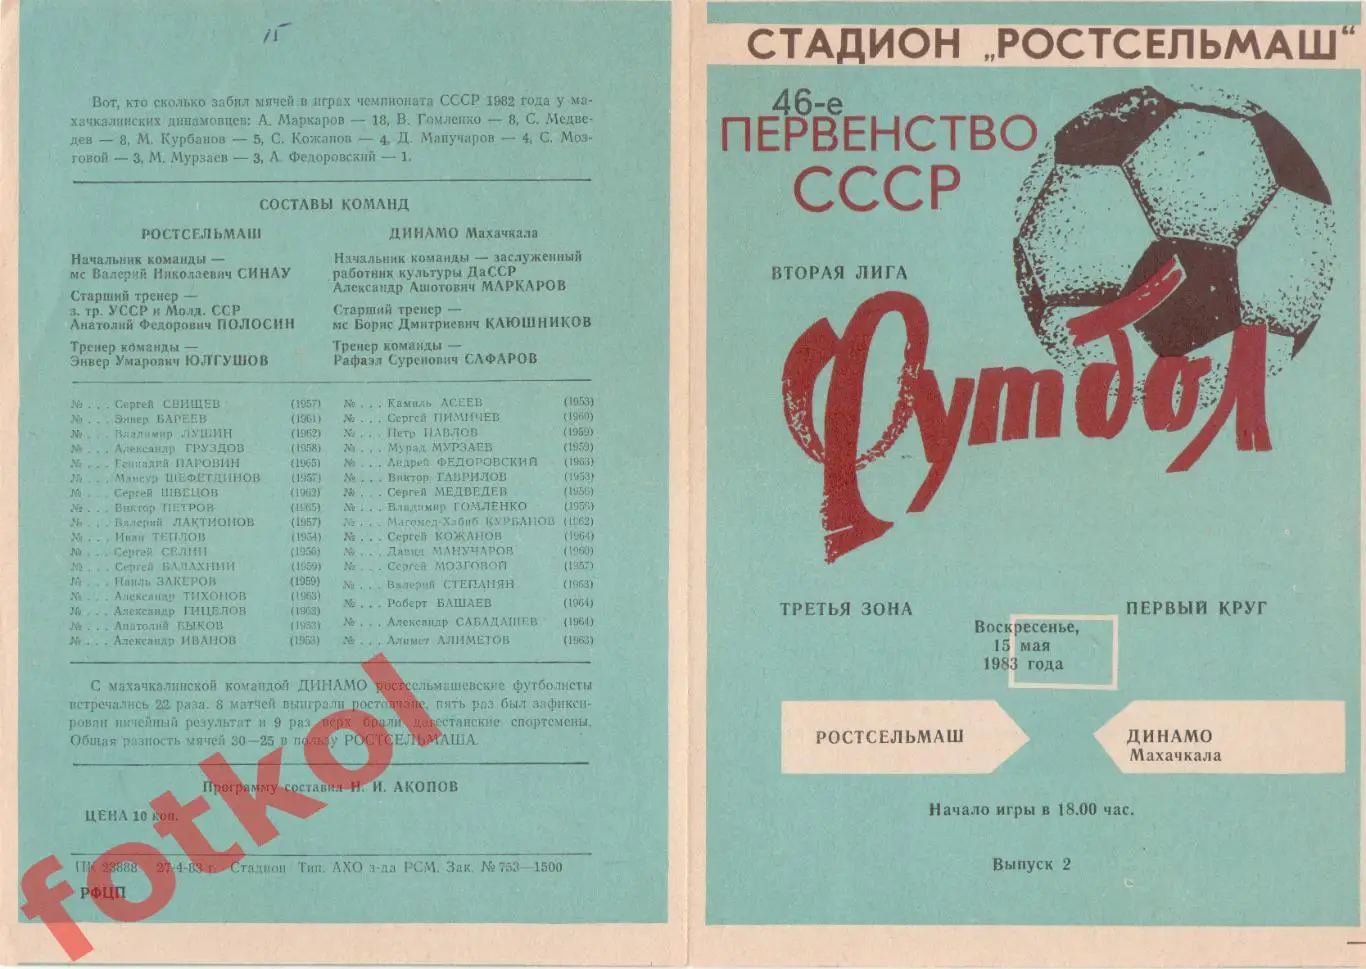 15
Вот, кто сколько забил мячей в играх чемпионата СССР 1982 года у ма-
хачкалинских динамовцев: А. Маркаров — 18, В. Гомленко — 8, С. Медве-
дев — 8, М. Курбанов — 5, С. Кожанов — 4, Д. Манучаров — 4, С. Моз-
говой — 3, М. Мурзаев — 3, А. Федоровский — 1.
СОСТАВЫ КОМАНД
РОСТСЕЛЬМАШ
Начальник команды —
мс Валерий Николаевич СИНАУ
Старший тренер —
з. тр. УССР и Молд. ССР
Анатолий Федорович ПОЛОСИН
Тренер команды —
Энвер Умарович ЮЛГУШОВ
ДИНАМО Махачкала
Начальник команды — заслуженный
работник культуры ДаССР
Александр Ашотович МАРКАРОВ
Старший тренер —
мс Борис Дмитриевич КАЮШНИКОВ
Тренер команды —
Рафаэл Суренович САФАРОВ
№ . . . Сергей СВИЩЕВ (1957)
№ . . . Энвер БАРЕЕВ (1961)
№ . . . Владимир ЛУШИН (1962)
№ . . . Александр ГРУЗДОВ (1958)
№ . . . Геннадий ПАРОВИН (1965)
№ . . . Мансур ШЕФЕТДИНОВ (1957)
№ . . . Сергей ШВЕЦОВ (1962)
№ . . . Виктор ПЕТРОВ (1965)
№ . . . Валерий ЛАКТИОНОВ (1957)
№ . . . Иван ТЕПЛОВ (1954)
№ . . . Сергей СЕЛИН (1956)
№ . . . Сергей БАЛАХНИН (1959)
№ . . . Наиль ЗАКЕРОВ (1959)
№ . . . Александр ТИХОНОВ (1963)
№ . . . Александр ГИЦЕЛОВ (1963)
№ . . . Анатолий БЫКОВ (1953)
№ . . . Александр ИВАНОВ (1953)
№ . . . Камиль АСЕЕВ (1953)
№ . . . Сергей ПИМИЧЕВ (1960)
№ . . . Петр ПАВЛОВ (1959)
№ . . . Мурад МУРЗАЕВ (1959)
№ . . . Андрей ФЕДОРОВСКИЙ (1963)
№ . . . Виктор ГАВРИЛОВ (1953)
№ . . . Сергей МЕДВЕДЕВ (1956)
№ . . . Владимир ГОМЛЕНКО (1956)
№ . . . Магомед-Хабиб КУРБАНОВ (1962)
№ . . . Сергей КОЖАНОВ (1964)
№ . . . Давид МАНУЧАРОВ (1960)
№ . . . Сергей МОЗГОВОЙ (1957)
№ . . . Валерий СТЕПАНЯН (1963)
№ . . . Роберт БАШАЕВ (1964)
№ . . . Александр САБАДАШЕВ (1964)
№ . . . Алимет АЛИМЕТОВ (1963)
С махачкалинской командой ДИНАМО ростсельмашевские футболисты
встречались 22 раза. 8 матчей выиграли ростовчане, пять раз был зафикси-
рован ничейный результат и 9 раз верх брали дагестанские спортсмены.
Общая разность мячей 30—25 в пользу РОСТСЕЛЬМАША.
Программу составил Н. И. АКОПОВ
ЦЕНА 10 коп.
ПК 23888 27-4-83 г. Стадион Тип. АХО з-да РСМ. Зак. № 753—1500
РФЦП
fotkol
СТАДИОН „РОСТСЕЛЬМАШ“
46-е
ПЕРВЕНСТВО
СССР
ВТОРАЯ ЛИГА
Футбол
ТРЕТЬЯ ЗОНА ПЕРВЫЙ КРУГ
Воскресенье,
15 мая
1983 года
РОСТСЕЛЬМАШ
ДИНАМО
Махачкала
Начало игры в 18.00 час.
Выпуск 2